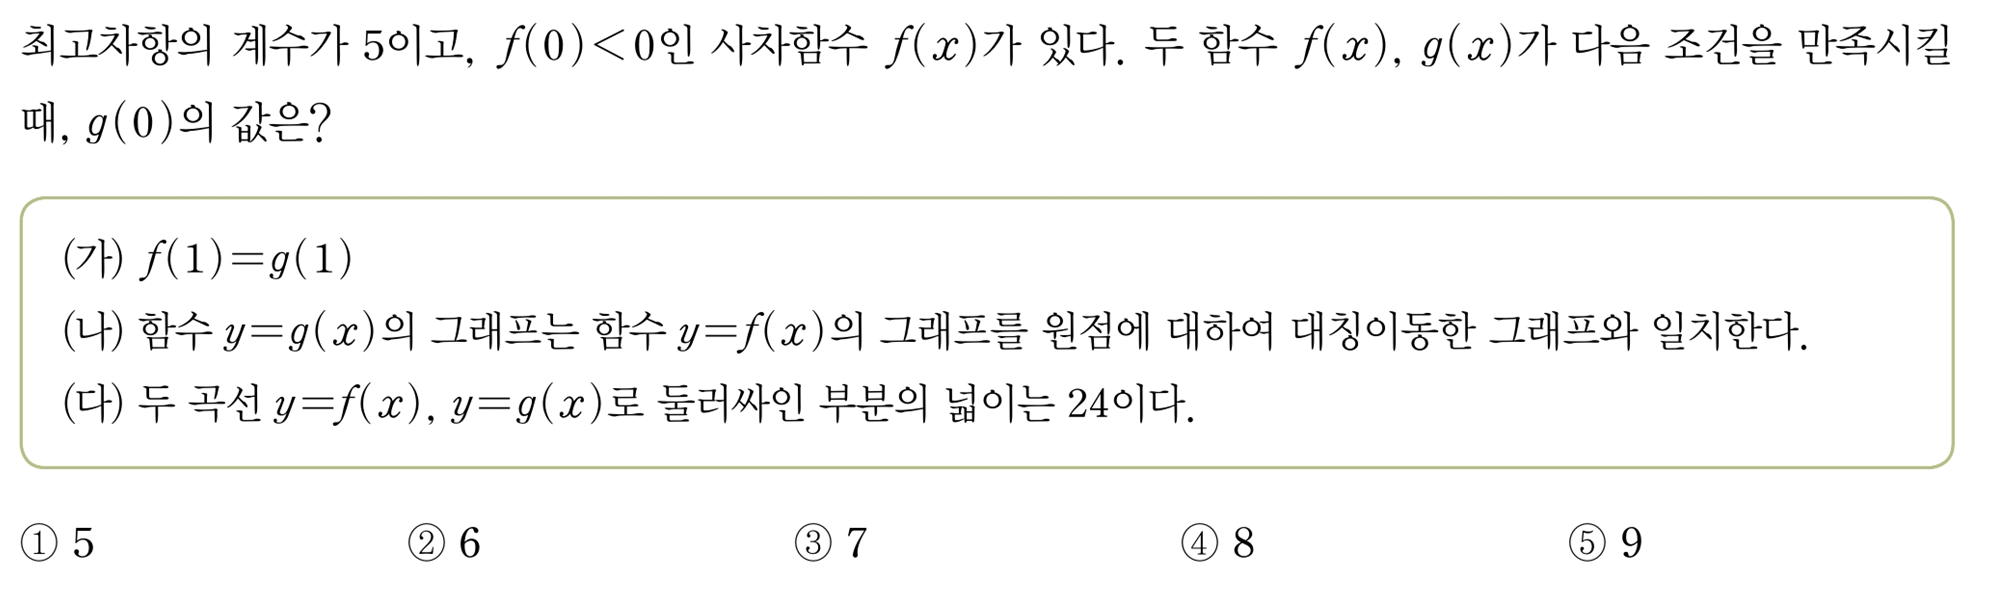 최고차항의 계수가 5이고, f(0)<0인 사차함수 f(x)가 있다. 두 함수 f(x), g(x)가 다음 조건을 만족시킬
때, g(0)의 값은?
(가) f(1)=g(1)
(나) 함수 y=g(x)의 그래프는 함수 y=f(x)의 그래프를 원점에 대하여 대칭이동한 그래프와 일치한다.
(다) 두 곡선 y=f(x), y=g(x)로 둘러싸인 부분의 넓이는 24이다.
① 5 ② 6 ③ 7 ④ 8 ⑤ 9